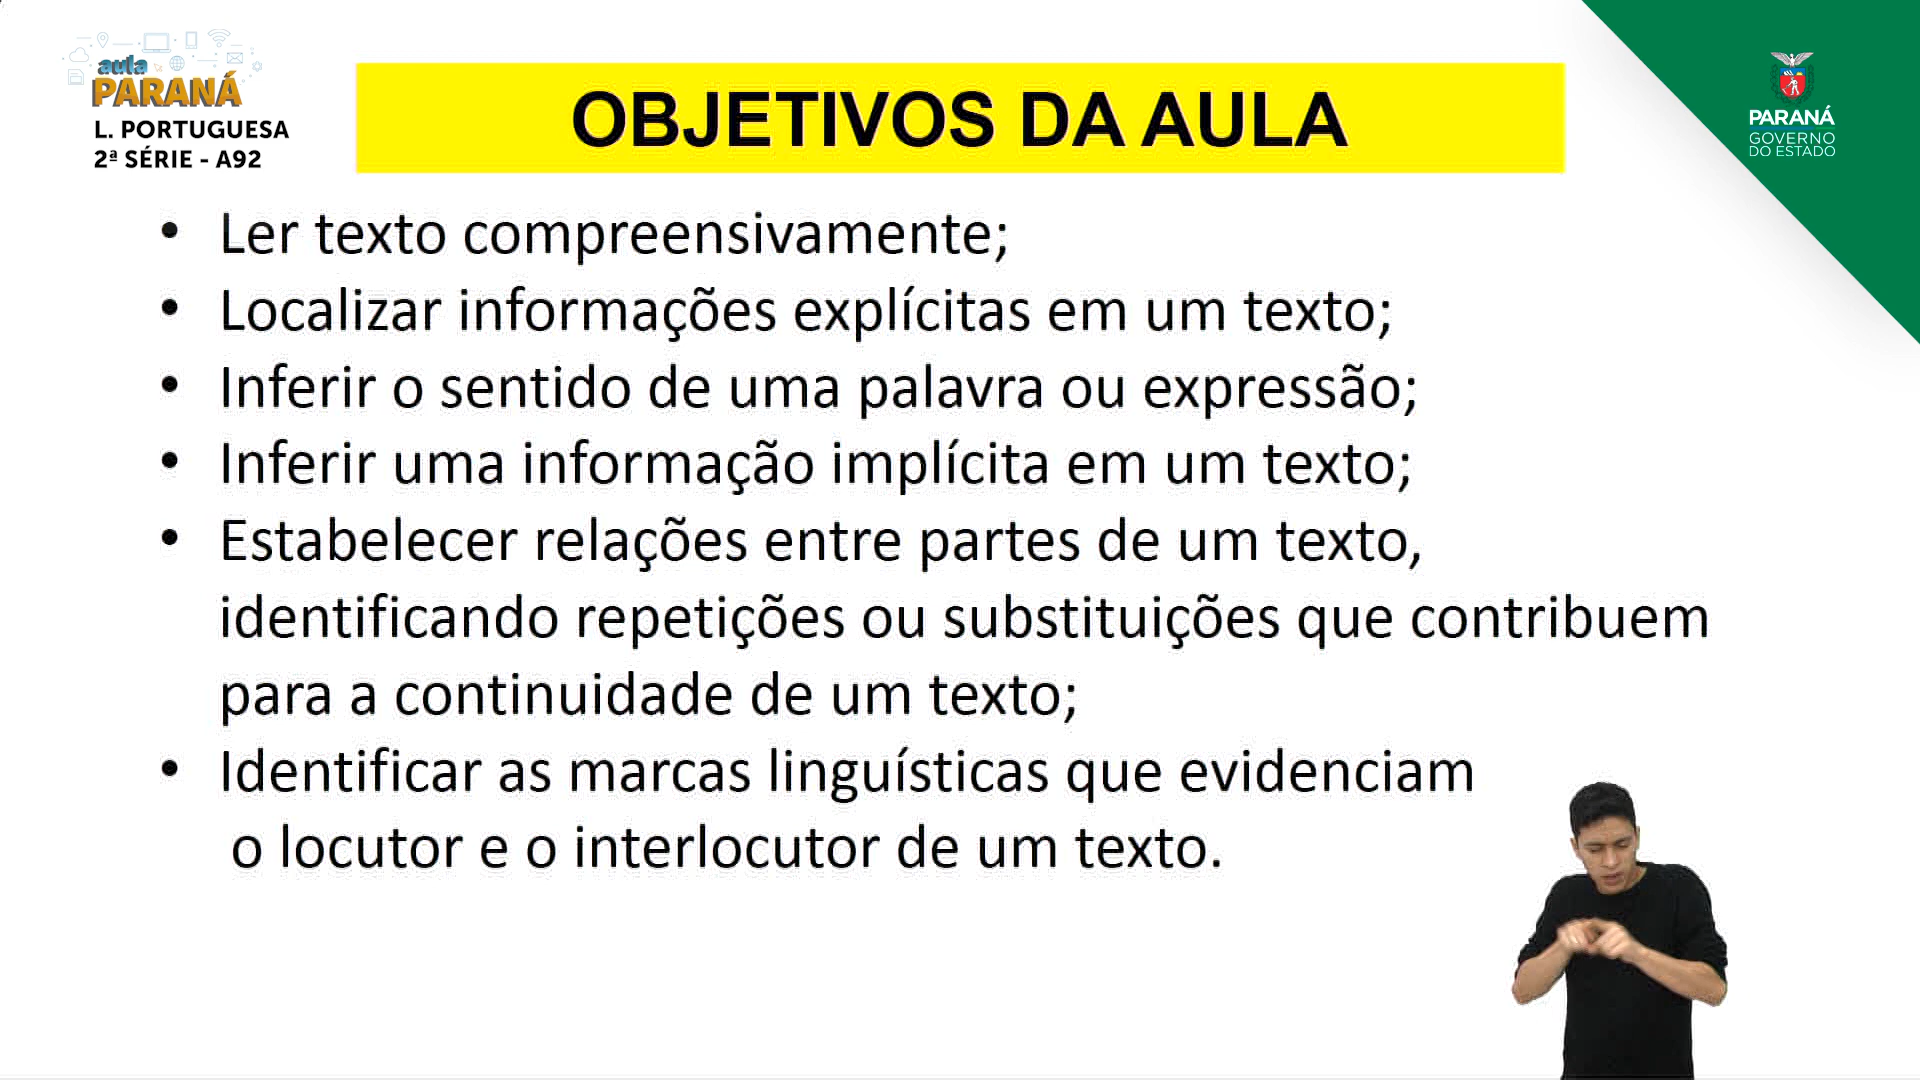 aula
PARANÁ
L. PORTUGUESA
2ª SÉRIE - A92
OBJETIVOS DA AULA
PARANÁ
GOVERNO
DO ESTADO
• Ler texto compreensivamente;
• Localizar informações explícitas em um texto;
• Inferir o sentido de uma palavra ou expressão;
• Inferir uma informação implícita em um texto;
• Estabelecer relações entre partes de um texto,
identificando repetições ou substituições que contribuem
para a continuidade de um texto;
• Identificar as marcas linguísticas que evidenciam
o locutor e o interlocutor de um texto.